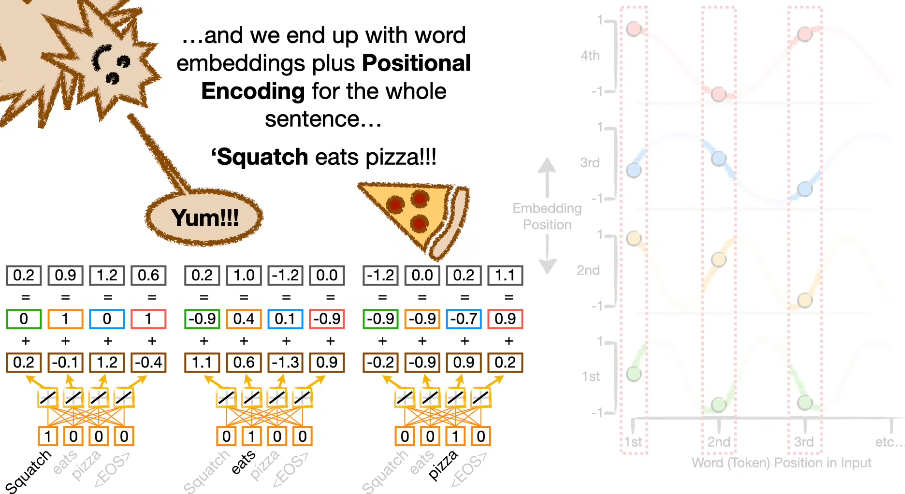 …and we end up with word
embeddings plus Positional
Encoding for the whole
sentence…
‘Squatch eats pizza!!!
Yum!!!
0.2 0.9 1.2 0.6
= = = =
0 1 0 1
+ + + +
0.2 -0.1 1.2 -0.4
1 0 0 0
Squatch eats pizza <EOS>
0.2 1.0 -1.2 0.0
= = = =
-0.9 0.4 0.1 -0.9
+ + + +
1.1 0.6 -1.3 0.9
0 1 0 0
Squatch eats pizza <EOS>
-1.2 0.0 0.2 1.1
= = = =
-0.9 -0.9 -0.7 0.9
+ + + +
-0.2 -0.9 0.9 0.2
0 0 1 0
Squatch eats pizza <EOS>
Embedding
Position
1
4th
-1
1
3rd
-1
1
2nd
-1
1
1st
-1
1st 2nd 3rd etc…
Word (Token) Position in Input